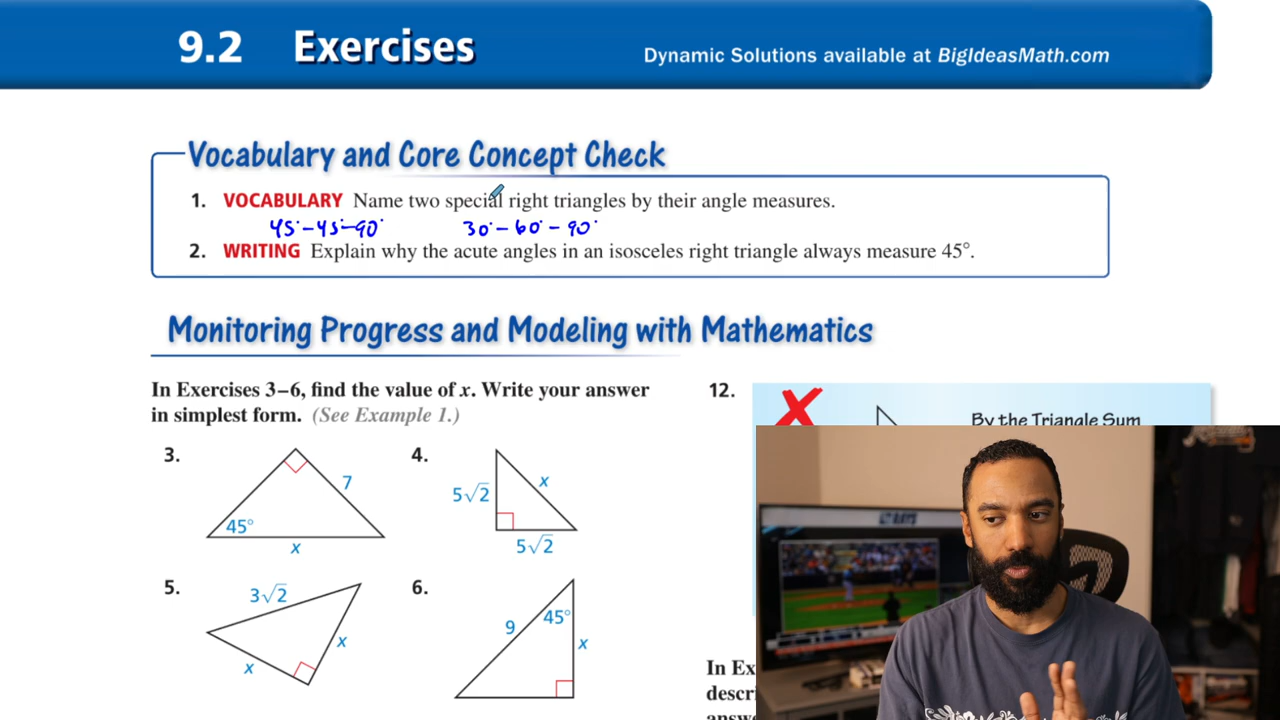 9.2 Exercises
Dynamic Solutions available at BigIdeasMath.com
Vocabulary and Core Concept Check
1. VOCABULARY Name two special right triangles by their angle measures.
45°-45°-90° 30°-60°-90°
2. WRITING Explain why the acute angles in an isosceles right triangle always measure 45°.
Monitoring Progress and Modeling with Mathematics
In Exercises 3–6, find the value of x. Write your answer
in simplest form. (See Example 1.)
3.
7
45°
x
4.
x
5√2
5√2
5.
3√2
x
x
6.
9
45°
x
12.
By the Triangle Sum
In Ex
descri